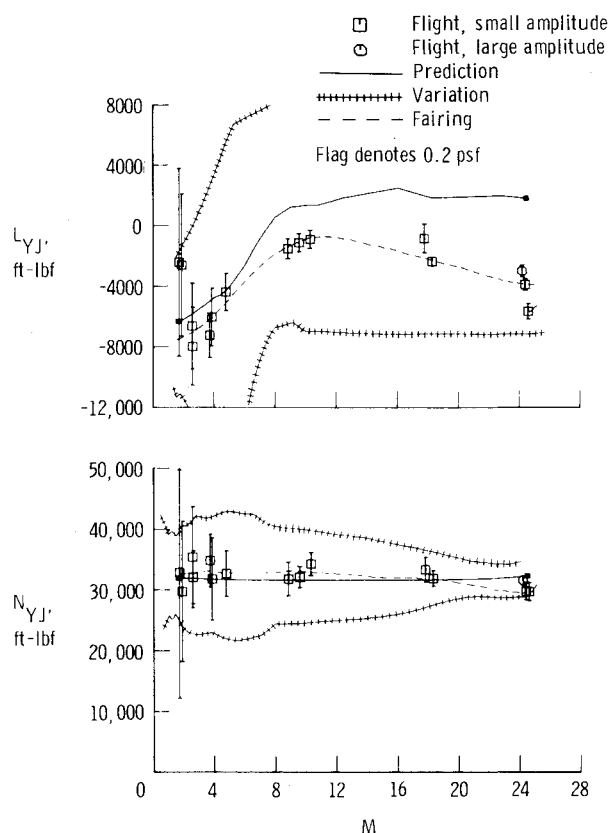 Flight, small amplitude
Flight, large amplitude
Prediction
Variation
Fairing
Flag denotes 0.2 psf
8000
4000
0
-4000
-8000
-12,000
L_YJ,
ft-lbf
50,000
40,000
30,000
20,000
10,000
0
N_YJ,
ft-lbf
4
8
12
16
20
24
28
M